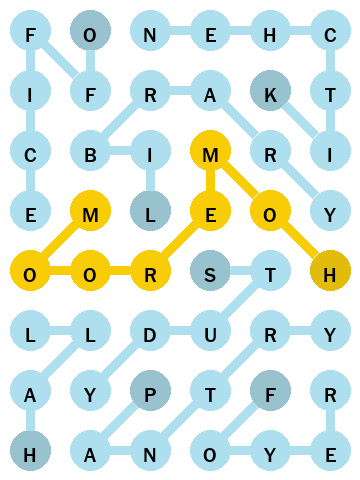 F O N E H C
I F R A K T
C B I M R I
E M L E O Y
O O R S T H
L L D U R Y
A Y P T F R
H A N O Y E